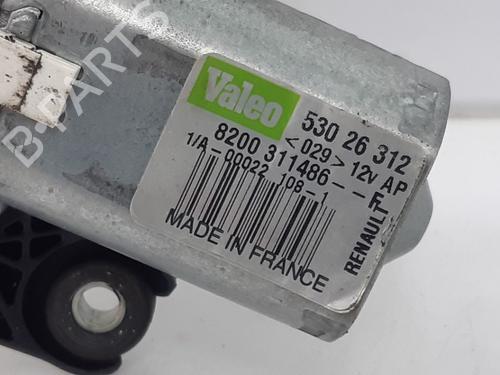 B-PARTS
Valeo
530 26 312
<029> 12V AP
8200 311486--F
1/A-00022 108-1
RENAULT
MADE IN FRANCE